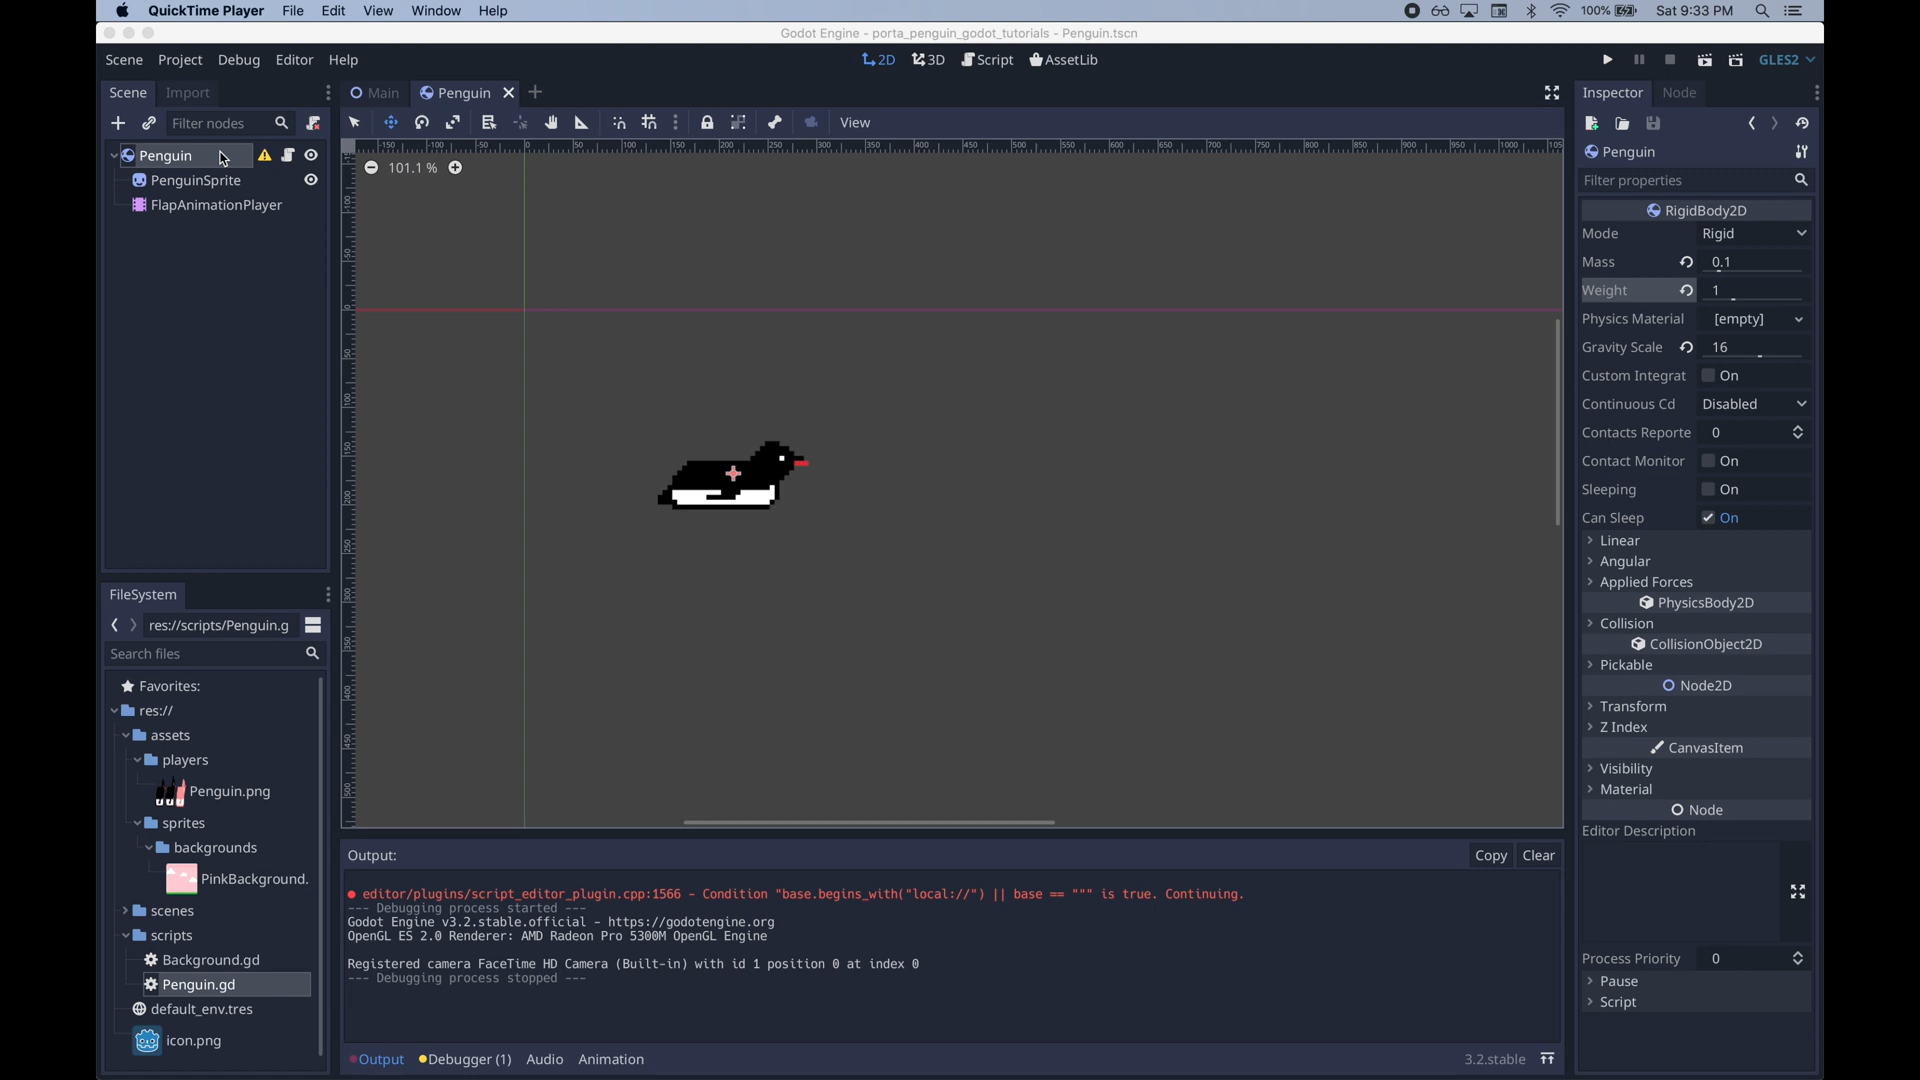 QuickTime Player File Edit View Window Help 100% Sat 9:33 PM
Godot Engine - porta_penguin_godot_tutorials - Penguin.tscn
Scene Project Debug Editor Help 2D 3D Script AssetLib GLES2
Scene Import
Main Penguin
Inspector Node
Filter nodes
View
Penguin
PenguinSprite
FlapAnimationPlayer
101.1 %
Penguin
Filter properties
RigidBody2D
Mode Rigid
Mass 0.1
Weight 1
Physics Material [empty]
Gravity Scale 16
Custom Integrat On
Continuous Cd Disabled
Contacts Reporte 0
Contact Monitor On
Sleeping On
Can Sleep On
Linear
Angular
Applied Forces
PhysicsBody2D
Collision
CollisionObject2D
Pickable
Node2D
Transform
Z Index
CanvasItem
Visibility
Material
Node
Editor Description
Process Priority 0
Pause
Script
FileSystem
res://scripts/Penguin.g
Search files
Favorites:
res://
assets
players
Penguin.png
sprites
backgrounds
PinkBackground.
scenes
scripts
Background.gd
Penguin.gd
default_env.tres
icon.png
Output: Copy Clear
editor/plugins/script_editor_plugin.cpp:1566 - Condition "base.begins_with("local://") || base == """ is true. Continuing.
--- Debugging process started ---
Godot Engine v3.2.stable.official - https://godotengine.org
OpenGL ES 2.0 Renderer: AMD Radeon Pro 5300M OpenGL Engine
Registered camera FaceTime HD Camera (Built-in) with id 1 position 0 at index 0
--- Debugging process stopped ---
Output Debugger (1) Audio Animation 3.2.stable